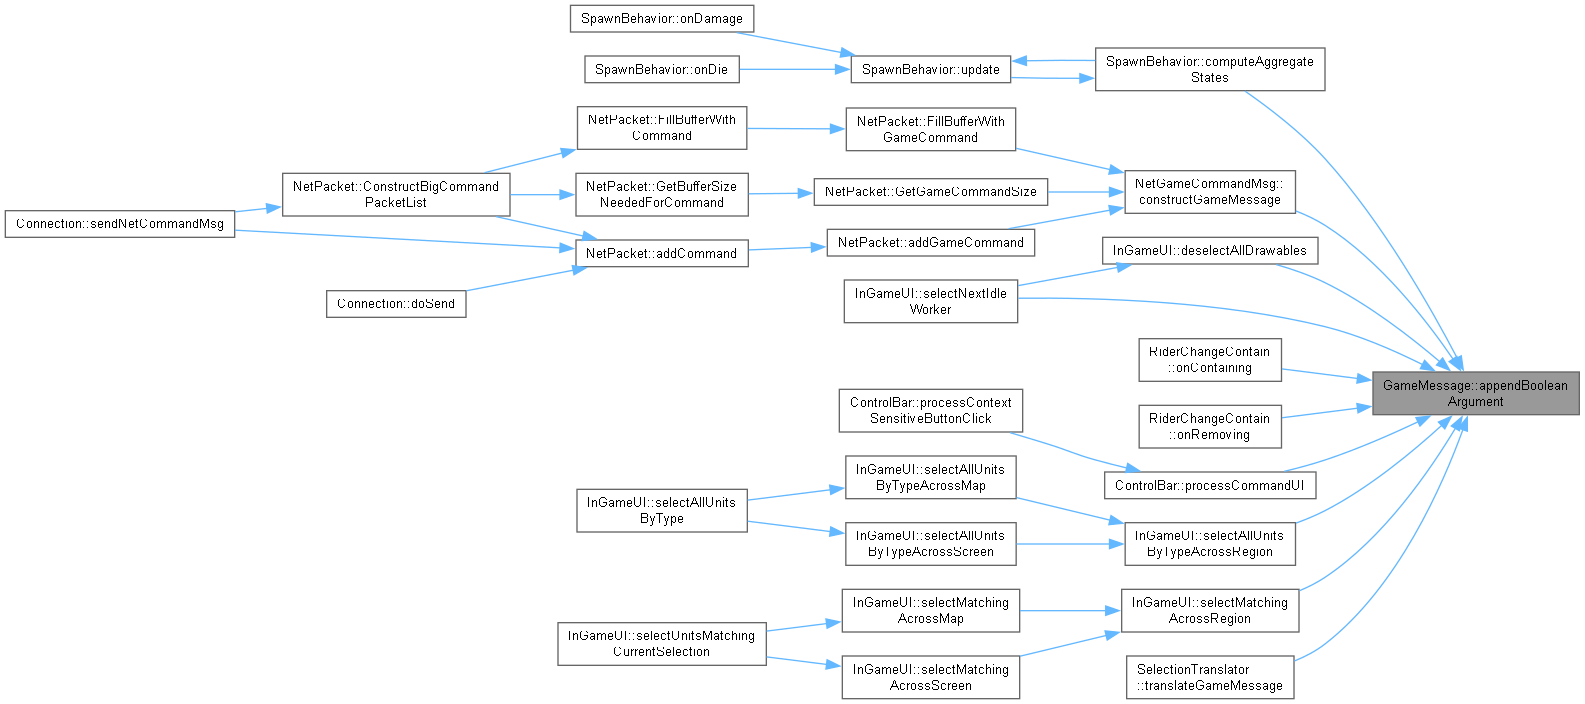 SpawnBehavior::onDamage
SpawnBehavior::onDie
SpawnBehavior::update
SpawnBehavior::computeAggregate
States
NetPacket::FillBufferWith
Command
NetPacket::FillBufferWith
GameCommand
NetPacket::ConstructBigCommand
PacketList
NetPacket::GetBufferSize
NeededForCommand
NetPacket::GetGameCommandSize
NetGameCommandMsg::
constructGameMessage
Connection::sendNetCommandMsg
NetPacket::addCommand
NetPacket::addGameCommand
InGameUI::deselectAllDrawables
Connection::doSend
InGameUI::selectNextIdle
Worker
RiderChangeContain
::onContaining
GameMessage::appendBoolean
Argument
ControlBar::processContext
SensitiveButtonClick
RiderChangeContain
::onRemoving
InGameUI::selectAllUnits
ByTypeAcrossMap
ControlBar::processCommandUI
InGameUI::selectAllUnits
ByType
InGameUI::selectAllUnits
ByTypeAcrossScreen
InGameUI::selectAllUnits
ByTypeAcrossRegion
InGameUI::selectMatching
AcrossMap
InGameUI::selectMatching
AcrossRegion
InGameUI::selectUnitsMatching
CurrentSelection
InGameUI::selectMatching
AcrossScreen
SelectionTranslator
::translateGameMessage